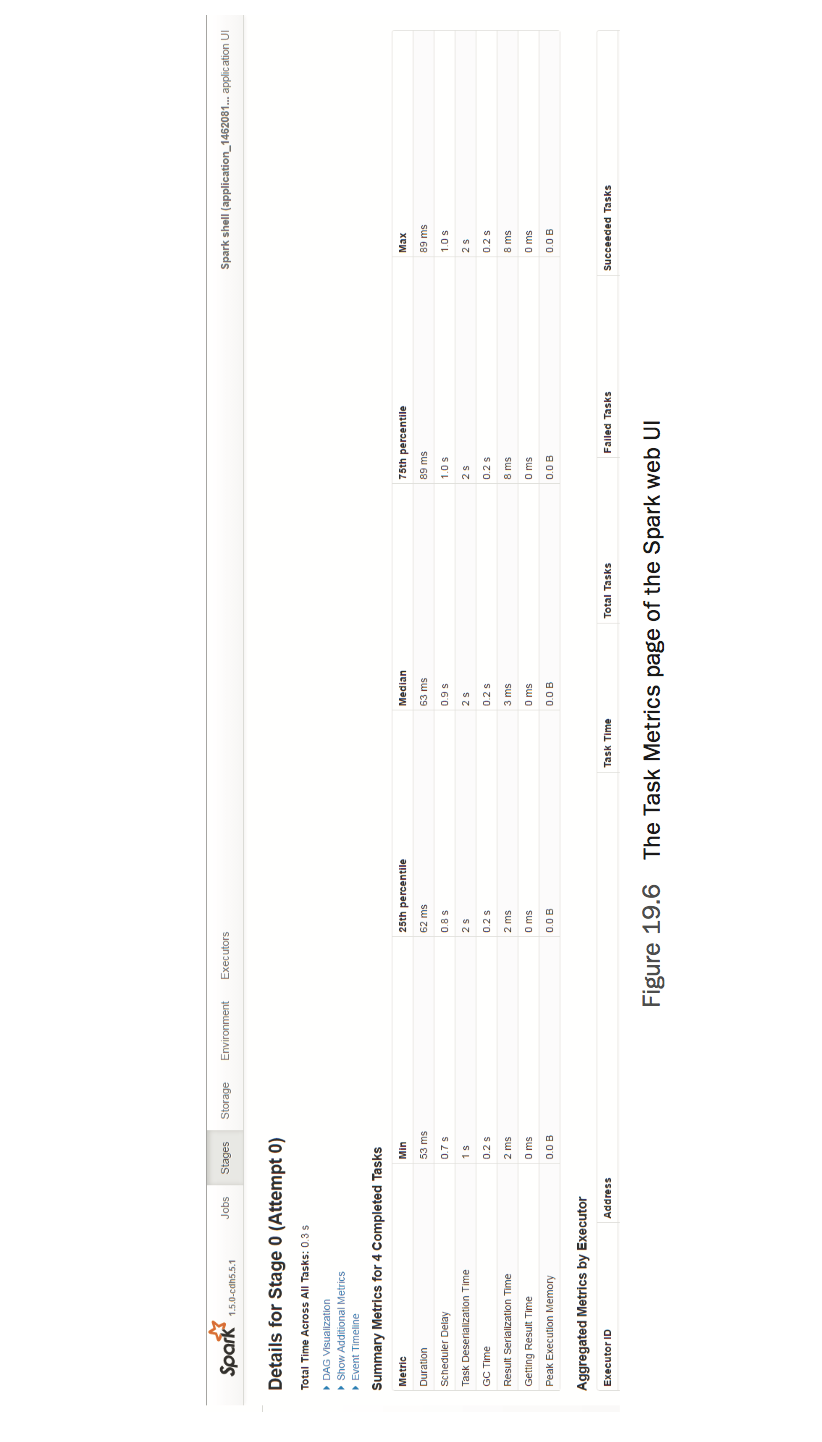 Spark 1.5.0-cdh5.5.1 Jobs Stages Storage Environment Executors Spark shell (application_1462081... application UI
Details for Stage 0 (Attempt 0)
Total Time Across All Tasks: 0.3 s
DAG Visualization
Show Additional Metrics
Event Timeline
Summary Metrics for 4 Completed Tasks
Metric Min 25th percentile Median 75th percentile Max
Duration 53 ms 62 ms 63 ms 89 ms 89 ms
Scheduler Delay 0.7 s 0.8 s 0.9 s 1.0 s 1.0 s
Task Deserialization Time 1 s 2 s 2 s 2 s 2 s
GC Time 0.2 s 0.2 s 0.2 s 0.2 s 0.2 s
Result Serialization Time 2 ms 2 ms 3 ms 8 ms 8 ms
Getting Result Time 0 ms 0 ms 0 ms 0 ms 0 ms
Peak Execution Memory 0.0 B 0.0 B 0.0 B 0.0 B 0.0 B
Aggregated Metrics by Executor
Executor ID Address Task Time Total Tasks Failed Tasks Succeeded Tasks
Figure 19.6 The Task Metrics page of the Spark web UI